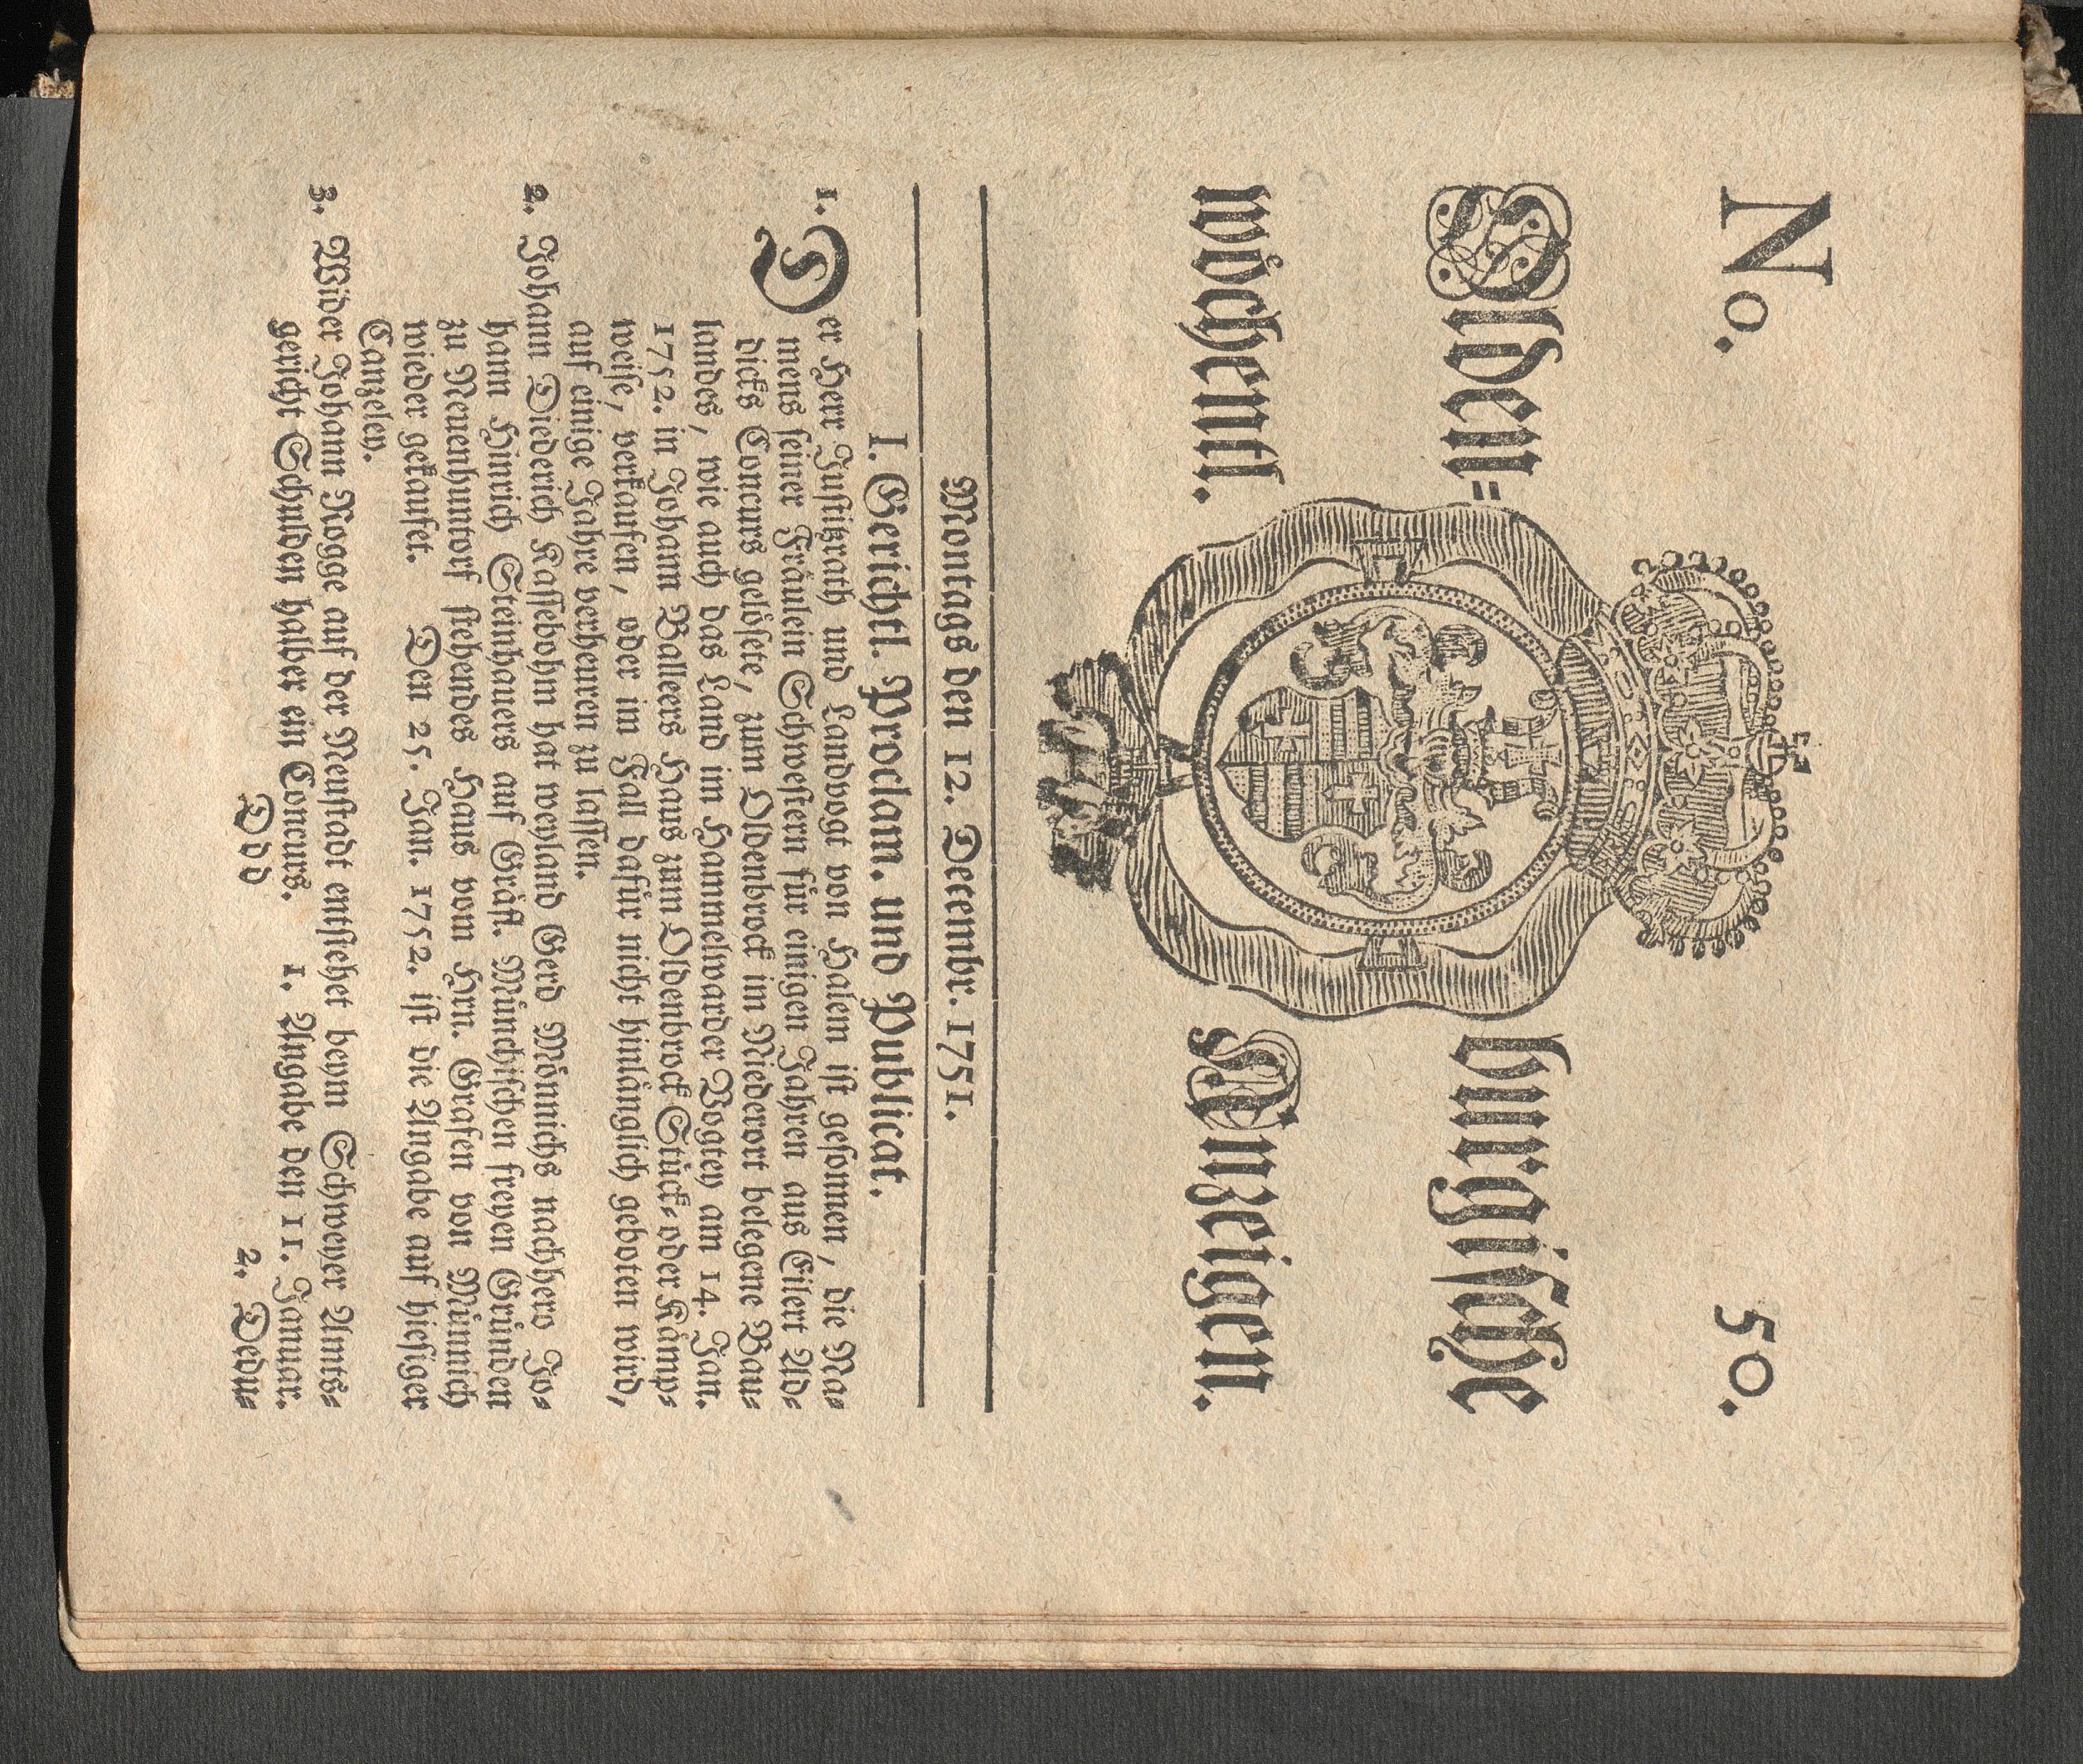 No. 50.
Olden= burgische
wöchentl. Anzeigen.
Montags den 12. Decembr. 1751.
I. Gerichtl. Proclam. und Publicat.
1. Der Herr Justitzrath und Landvogt von Halem ist gesonnen, die Na=
mens seiner Fräulein Schwestern für einigen Jahren aus Eilert Ad=
dicks Concurs gelösete, zum Oldenbrock im Niederort belegene Bau=
landes, wie auch das Land im Hammelwarder Vogtey am 14. Jan.
1752. in Johann Balleers Haus zum Oldenbrock Stück= oder Kämp=
weise, verkaufen, oder im Fall dafür nicht hinlänglich geboten wird,
auf einige Jahre verheuren zu lassen.
2. Johann Diederich Kassebohm hat weyland Gerd Mönnichs nachhero Jo=
hann Hinrich Steinhauers auf Gräfl. Münnichschen freyen Gründen
zu Neuenhuntorf stehendes Haus vom Hrn. Grafen von Münnich
wieder gekaufet. Den 25. Jan. 1752. ist die Angabe auf hiesiger
Canzeley.
3. Wider Johann Rogge auf der Neustadt entstehet beym Schweyer Amts=
gericht Schulden halber ein Concurs. 1. Angabe den 11. Januar.
Ddd 2. Dedu=